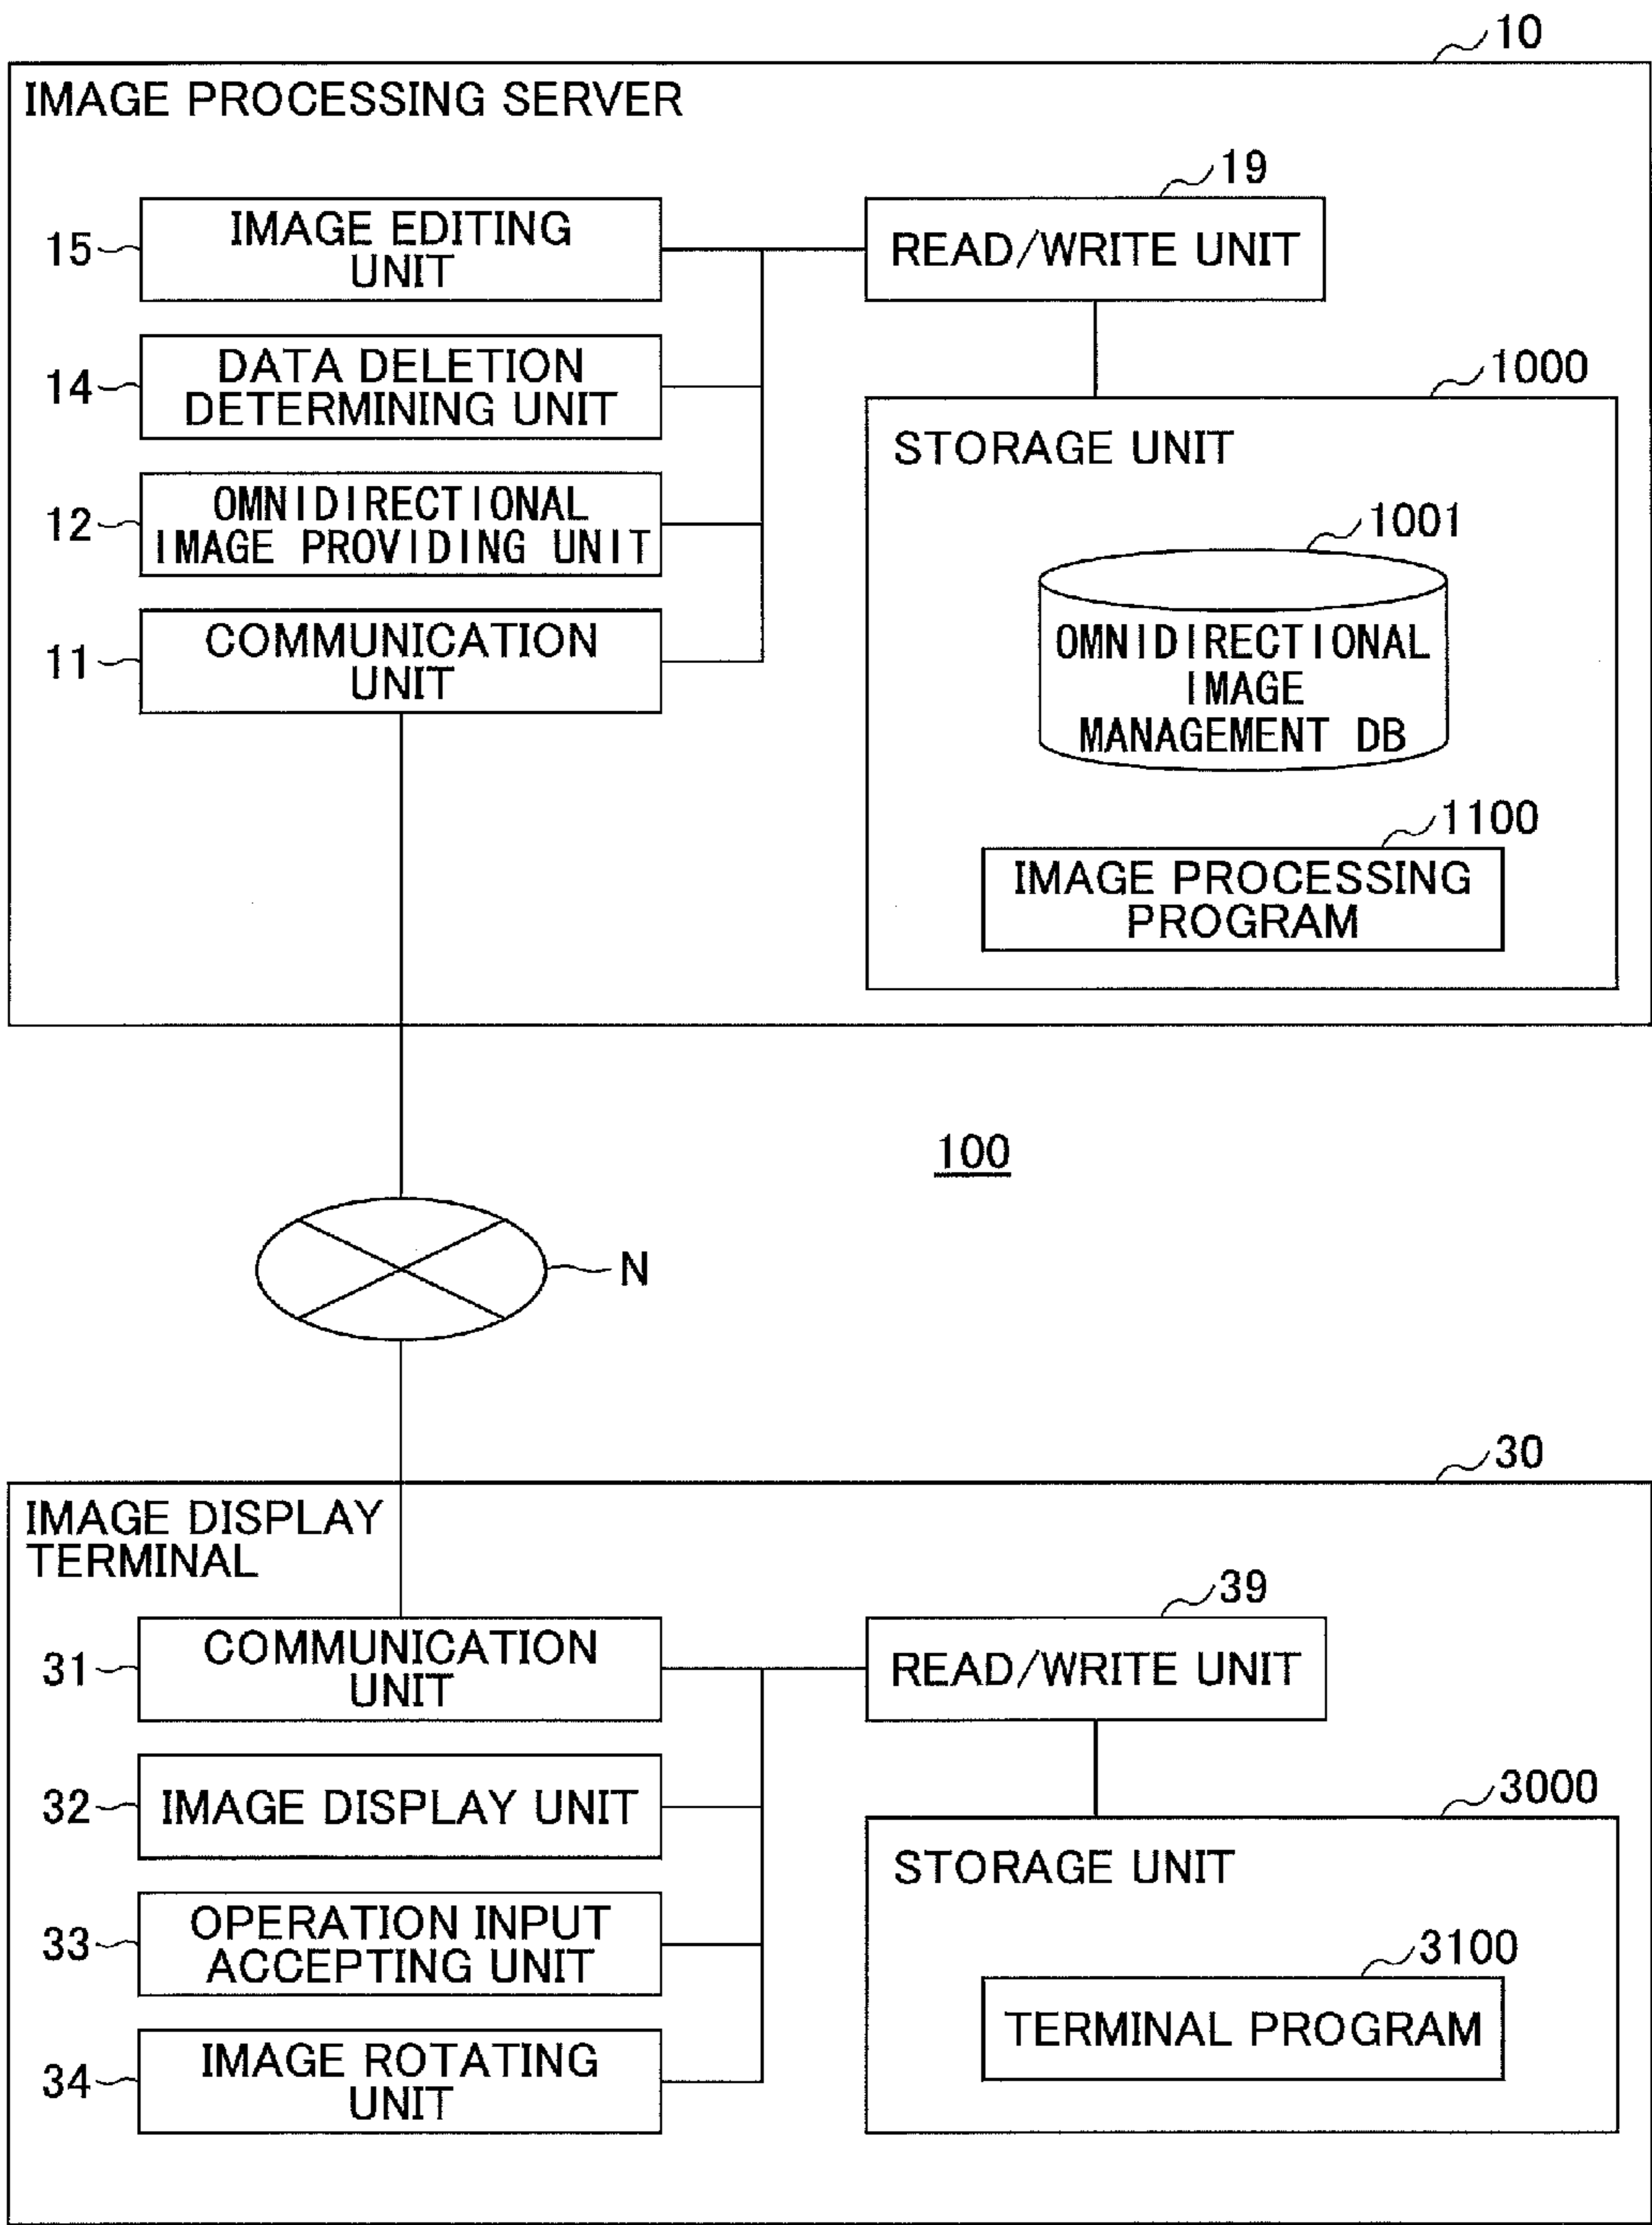 10
IMAGE PROCESSING SERVER
19
15
IMAGE EDITING
UNIT
READ/WRITE UNIT
14
DATA DELETION
DETERMINING UNIT
1000
STORAGE UNIT
12
OMNIDIRECTIONAL
IMAGE PROVIDING UNIT
1001
OMNIDIRECTIONAL
IMAGE
MANAGEMENT DB
11
COMMUNICATION
UNIT
1100
IMAGE PROCESSING
PROGRAM
100
N
30
IMAGE DISPLAY
TERMINAL
39
31
COMMUNICATION
UNIT
READ/WRITE UNIT
32
IMAGE DISPLAY UNIT
3000
STORAGE UNIT
33
OPERATION INPUT
ACCEPTING UNIT
3100
TERMINAL PROGRAM
34
IMAGE ROTATING
UNIT